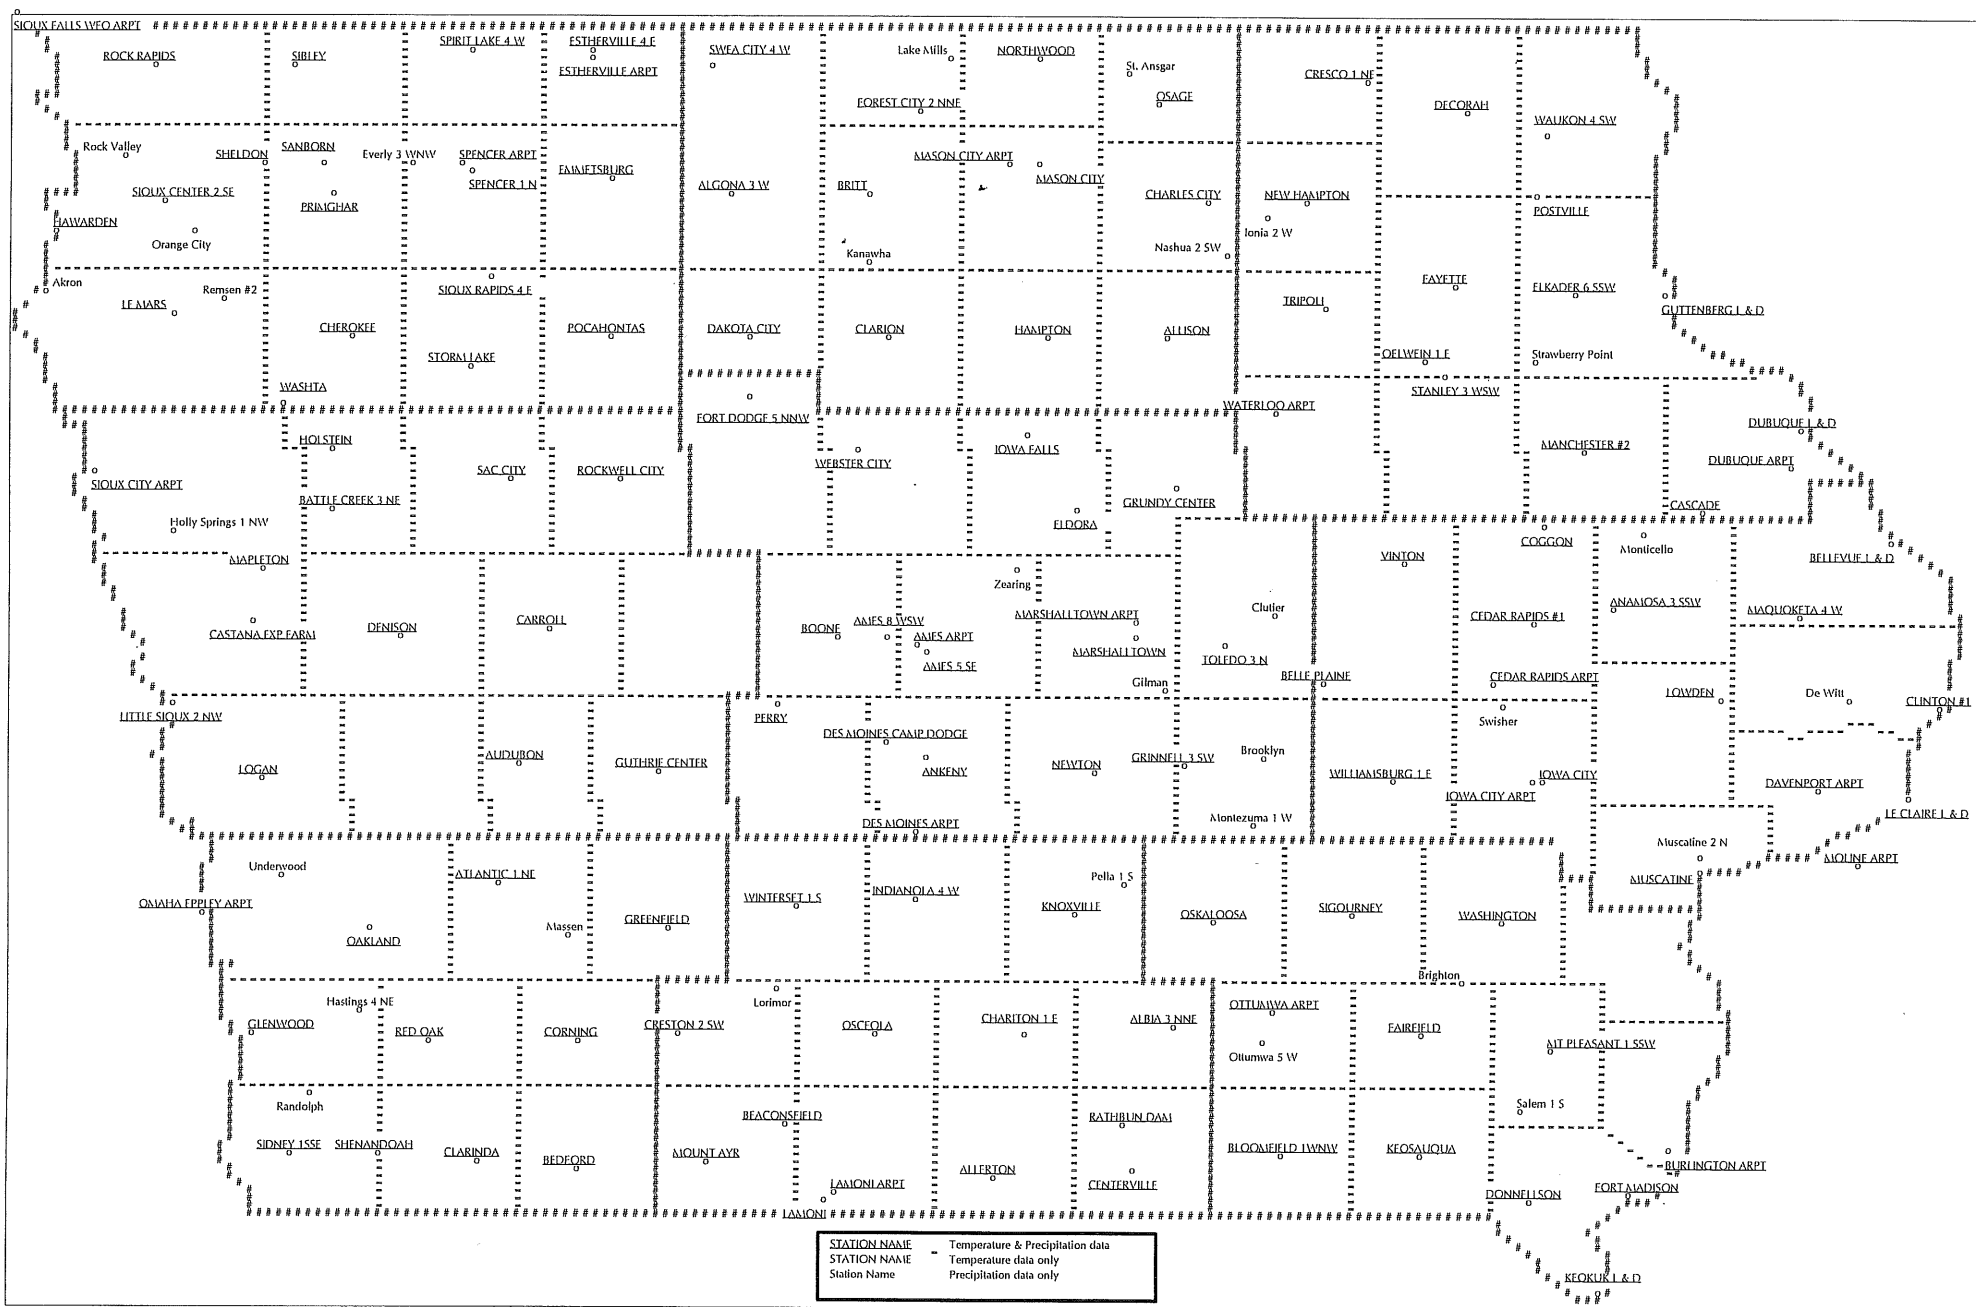 SIOUX FALLS WFO ARPT
ROCK RAPIDS
SIBLEY
SPIRIT LAKE 4 W
ESTHERVILLE 4 E
ESTHERVILLE ARPT
SWEA CITY 4 W
Lake Mills
NORTHWOOD
St. Ansgar
OSAGE
CRESCO 1 NE
DECORAH
WAUKON 4 SW
FOREST CITY 2 NNE
Rock Valley
SHELDON
SANBORN
Everly 3 WNW
SPENCER ARPT
SPENCER 1 N
EMMETSBURG
ALGONA 3 W
BRITT
MASON CITY ARPT
MASON CITY
CHARLES CITY
NEW HAMPTON
POSTVILLE
SIOUX CENTER 2 SE
PRIMGHAR
HAWARDEN
Orange City
Kanawha
Nashua 2 SW
Ionia 2 W
Akron
LE MARS
Remsen #2
SIOUX RAPIDS 4 E
CHEROKEE
STORM LAKE
POCAHONTAS
DAKOTA CITY
CLARION
HAMPTON
ALLISON
TRIPOLI
FAYETTE
ELKADER 6 SSW
GUTTENBERG L & D
OELWEIN 1 E
Strawberry Point
STANLEY 3 WSW
WASHTA
FORT DODGE 5 NNW
WATERLOO ARPT
DUBUQUE L & D
HOLSTEIN
SAC CITY
ROCKWELL CITY
WEBSTER CITY
IOWA FALLS
MANCHESTER #2
DUBUQUE ARPT
SIOUX CITY ARPT
BATTLE CREEK 3 NE
Holly Springs 1 NW
GRUNDY CENTER
ELDORA
CASCADE
MAPLETON
COGGON
Monticello
VINTON
BELLEVUE L & D
Zearing
CASTANA EXP FARM
DENISON
CARROLL
BOONE
AMES 8 WSW
AMES ARPT
AMES 5 SE
MARSHALLTOWN ARPT
MARSHALLTOWN
Clutier
TOLEDO 3 N
CEDAR RAPIDS #1
ANAMOSA 3 SSW
MAQUOKETA 4 W
Gilman
BELLE PLAINE
CEDAR RAPIDS ARPT
LOWDEN
De Witt
CLINTON #1
LITTLE SIOUX 2 NW
PERRY
Swisher
DES MOINES CAMP DODGE
ANKENY
LOGAN
AUDUBON
GUTHRIE CENTER
NEWTON
GRINNELL 3 SW
Brooklyn
WILLIAMSBURG 1 E
IOWA CITY
IOWA CITY ARPT
DAVENPORT ARPT
LE CLAIRE L & D
DES MOINES ARPT
Montezuma 1 W
Muscatine 2 N
MOLINE ARPT
Underwood
ATLANTIC 1 NE
MUSCATINE
OMAHA EPPLEY ARPT
OAKLAND
Massen
GREENFIELD
WINTERSET 1 S
INDIANOLA 4 W
Pella 1 S
KNOXVILLE
OSKALOOSA
SIGOURNEY
WASHINGTON
Brighton
Hastings 4 NE
GLENWOOD
RED OAK
CORNING
CRESTON 2 SW
Lorimor
OSCEOLA
CHARITON 1 E
ALBIA 3 NNE
OTTUMWA ARPT
Ottumwa 5 W
FAIRFIELD
MT PLEASANT 1 SSW
Randolph
BEACONSFIELD
RATHBUN DAM
Salem 1 S
SIDNEY 1SSE
SHENANDOAH
CLARINDA
BEDFORD
MOUNT AYR
ALLERTON
CENTERVILLE
BLOOMFIELD 1WNW
KEOSAUQUA
BURLINGTON ARPT
LAMONI ARPT
LAMONI
DONNELLSON
FORT MADISON
KEOKUK L & D
STATION NAME - Temperature & Precipitation data
STATION NAME Temperature data only
Station Name Precipitation data only